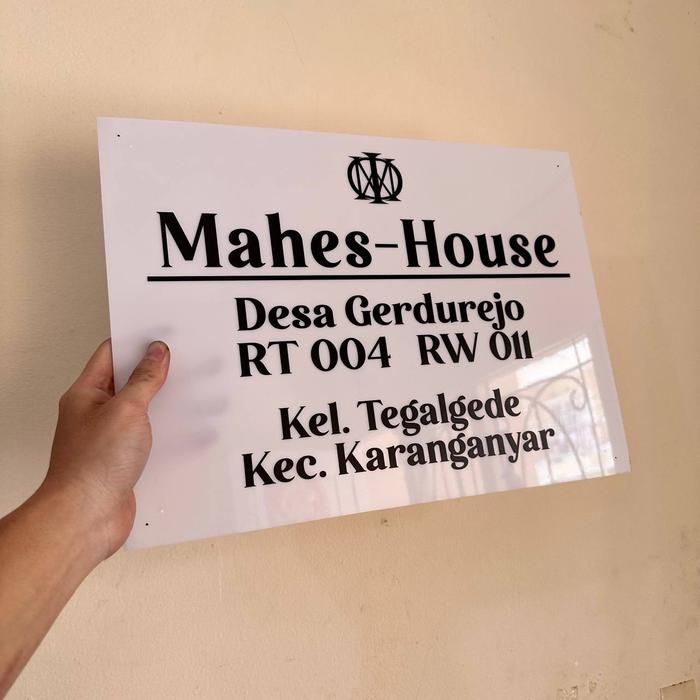 Mahes-House
Desa Gerdurejo
RT 004 RW 011
Kel. Tegalgede
Kec. Karanganyar